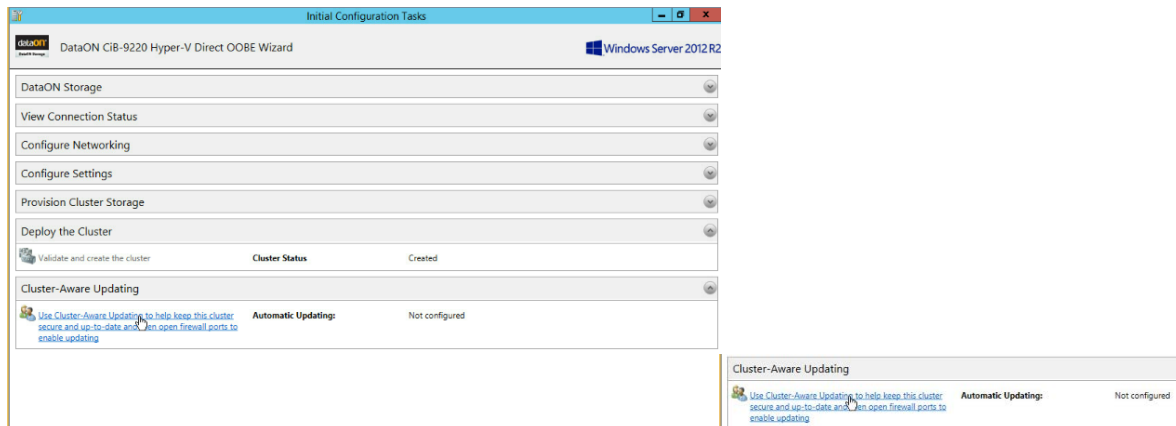 Initial Configuration Tasks
dataON
DataON CiB-9220 Hyper-V Direct OOBE Wizard
Windows Server 2012 R2
DataON Storage
View Connection Status
Configure Networking
Configure Settings
Provision Cluster Storage
Deploy the Cluster
Validate and create the cluster Cluster Status Created
Cluster-Aware Updating
Use Cluster-Aware Updating to help keep this cluster Automatic Updating: Not configured
secure and up-to-date and then open firewall ports to
enable updating
Cluster-Aware Updating
Use Cluster-Aware Updating to help keep this cluster Automatic Updating: Not configured
secure and up-to-date and then open firewall ports to
enable updating